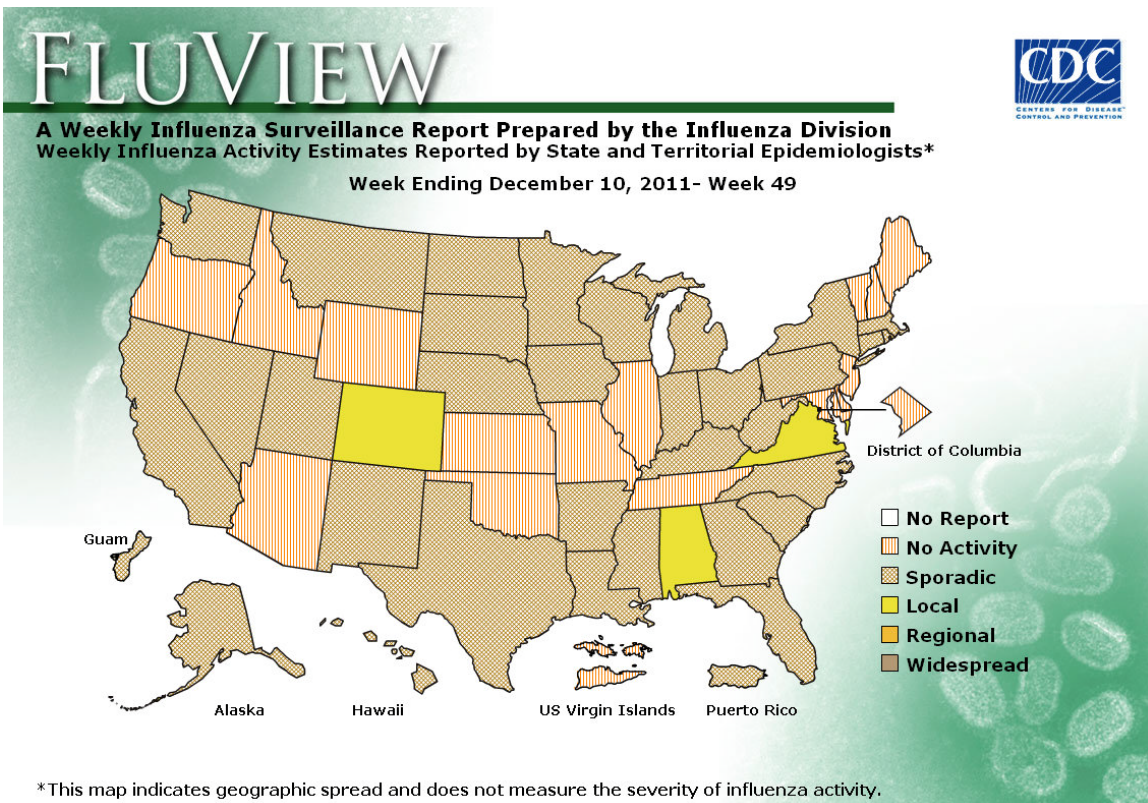 FLUVIEW
CDC
CENTERS FOR DISEASE™
CONTROL AND PREVENTION
A Weekly Influenza Surveillance Report Prepared by the Influenza Division
Weekly Influenza Activity Estimates Reported by State and Territorial Epidemiologists*
Week Ending December 10, 2011- Week 49
District of Columbia
No Report
No Activity
Sporadic
Local
Regional
Widespread
Guam
Alaska
Hawaii
US Virgin Islands
Puerto Rico
*This map indicates geographic spread and does not measure the severity of influenza activity.